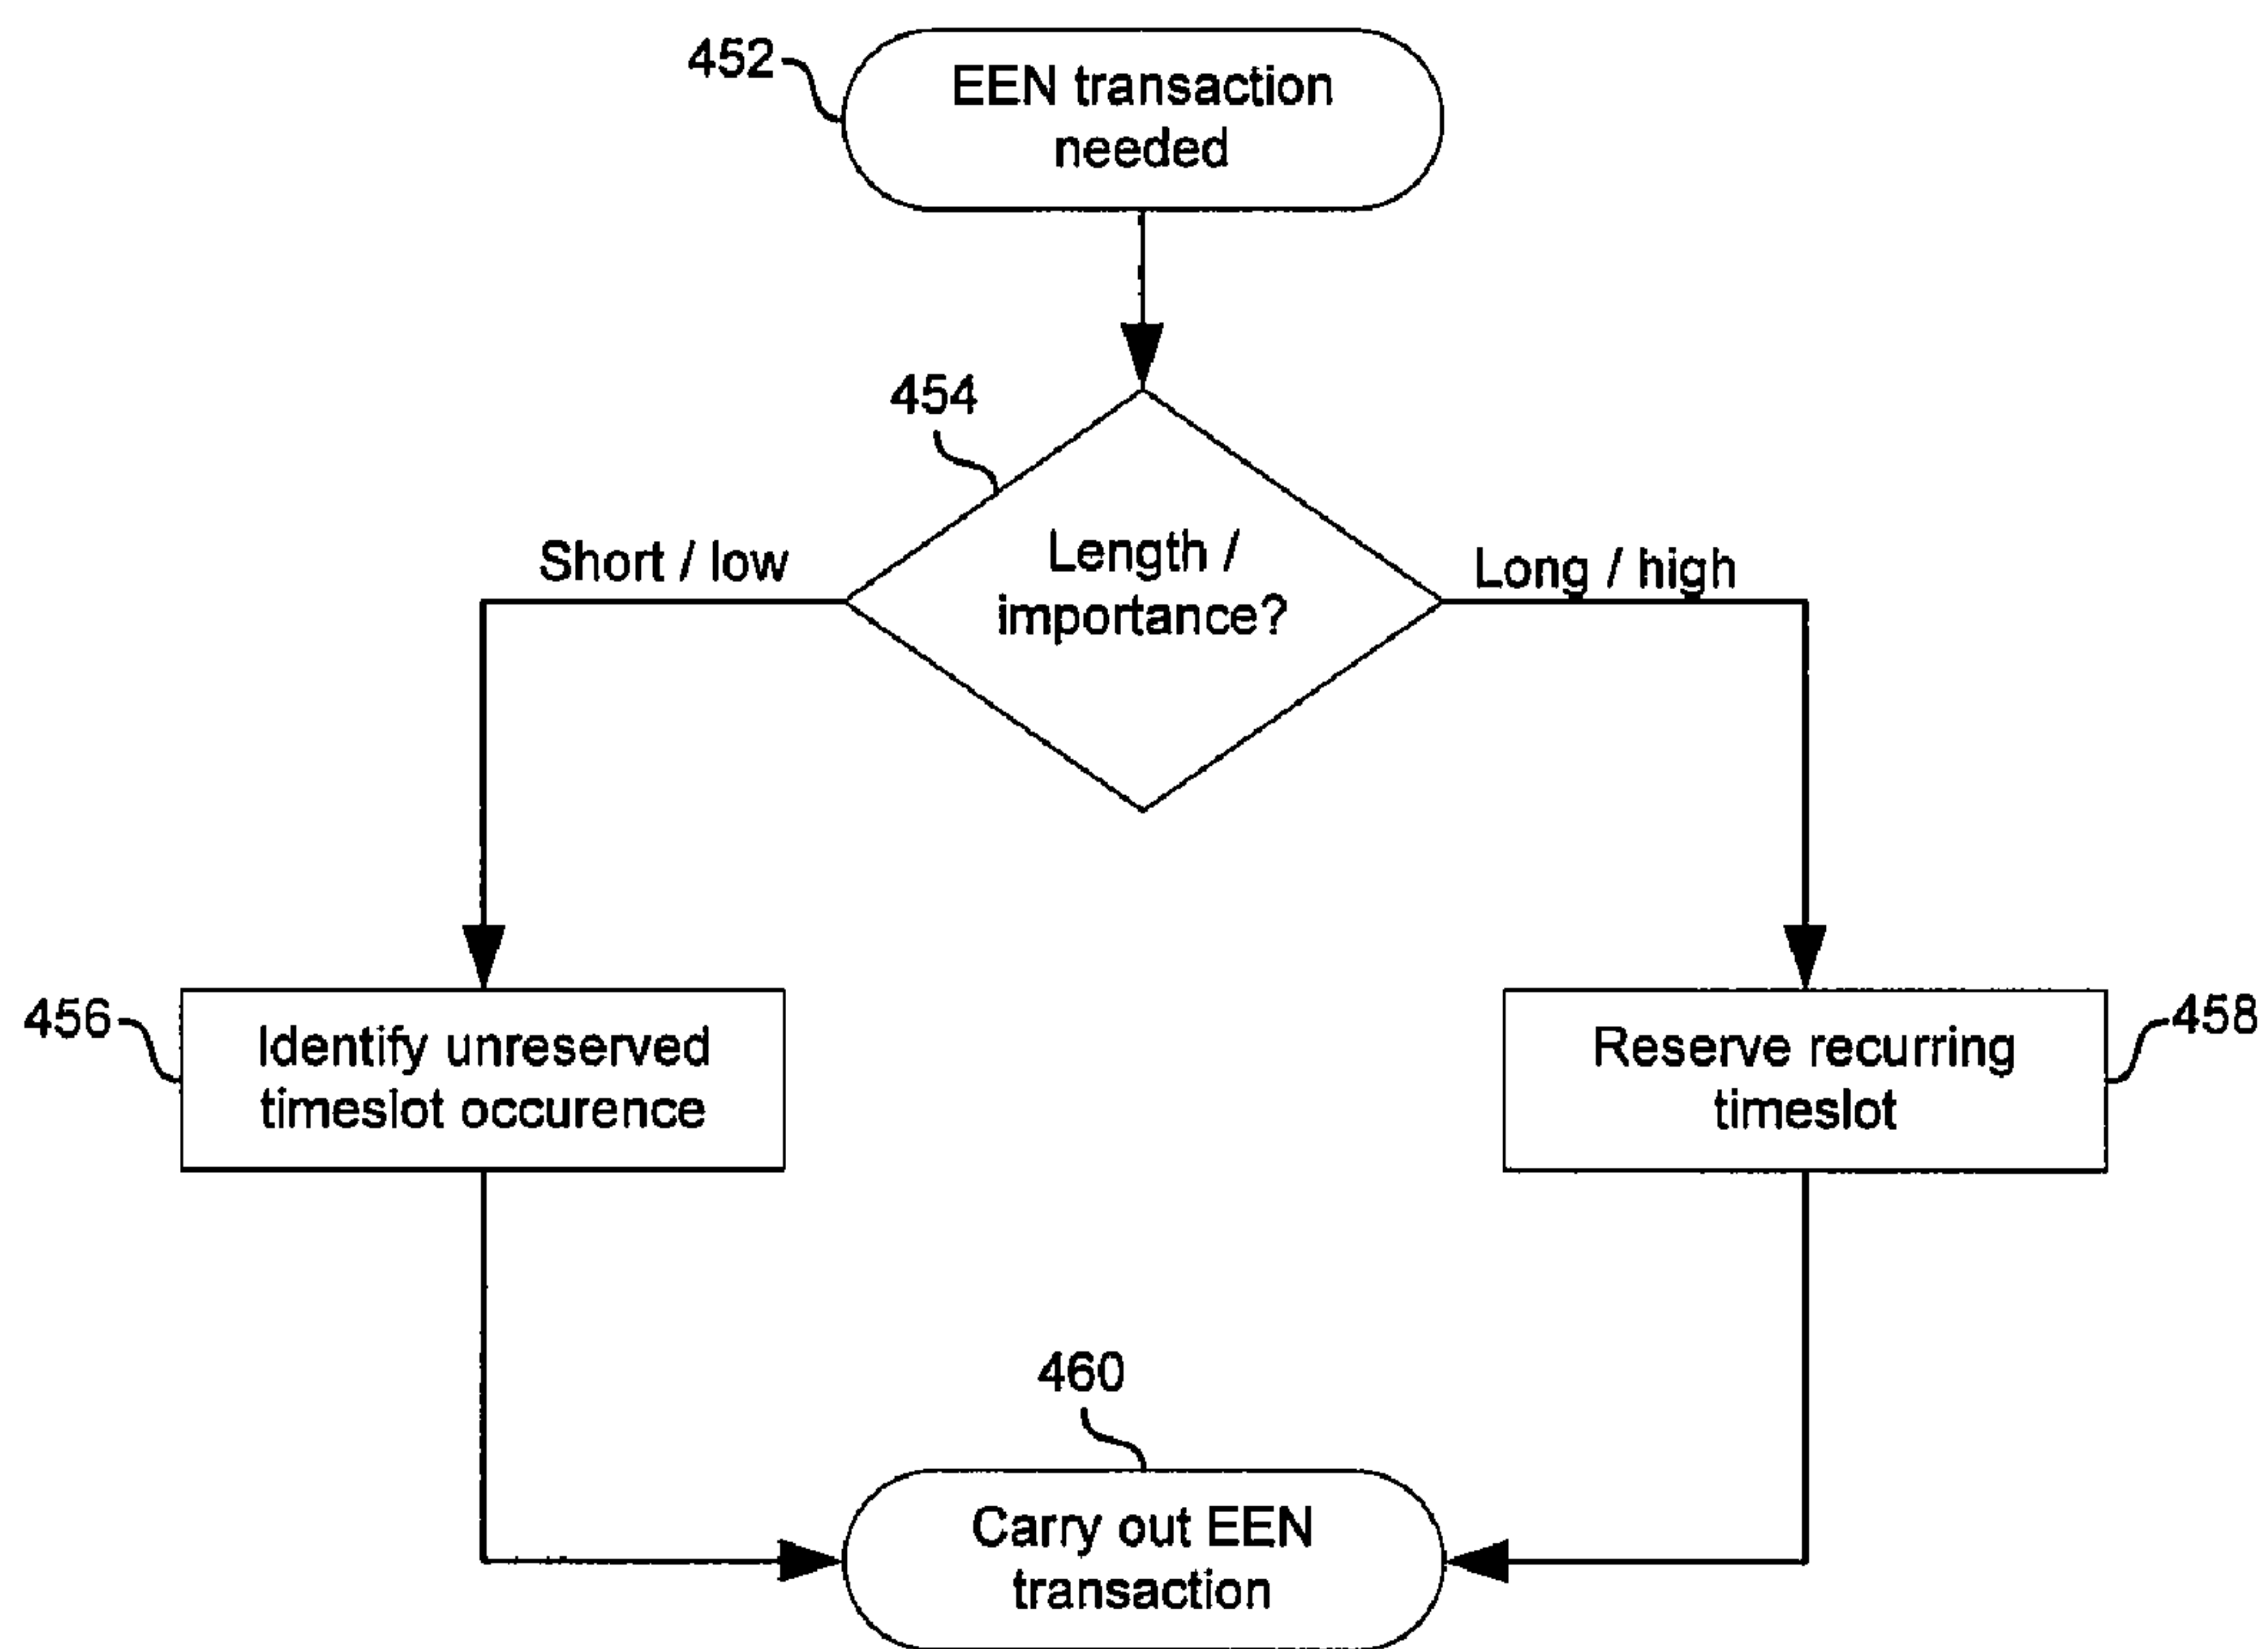 452
EEN transaction
needed
454
Length /
importance?
Short / low
Long / high
456
Identify unreserved
timeslot occurence
Reserve recurring
timeslot
458
460
Carry out EEN
transaction